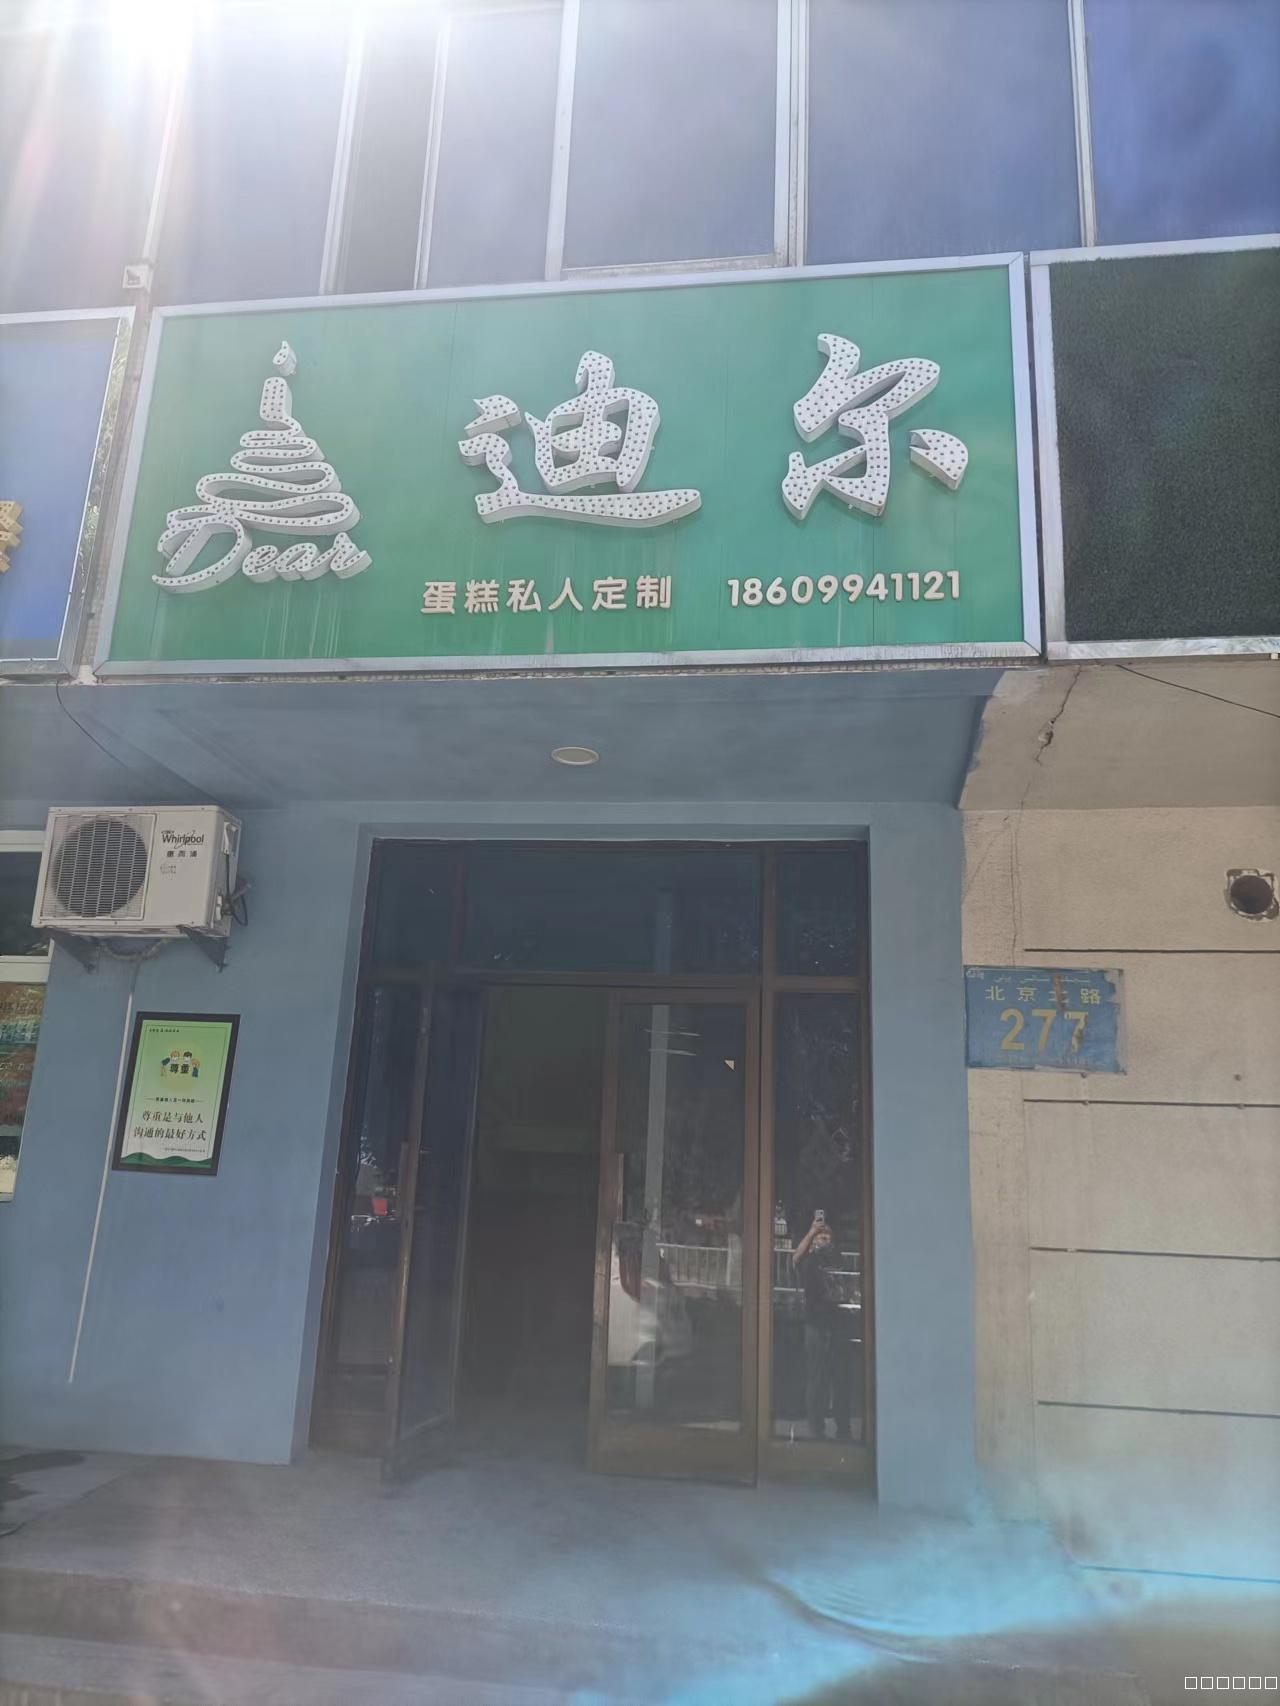 迪尔
Dear
蛋糕私人定制 18609941121
Whirlpool
惠而浦
北京北路
277
尊重
尊重是与他人
沟通的最好方式